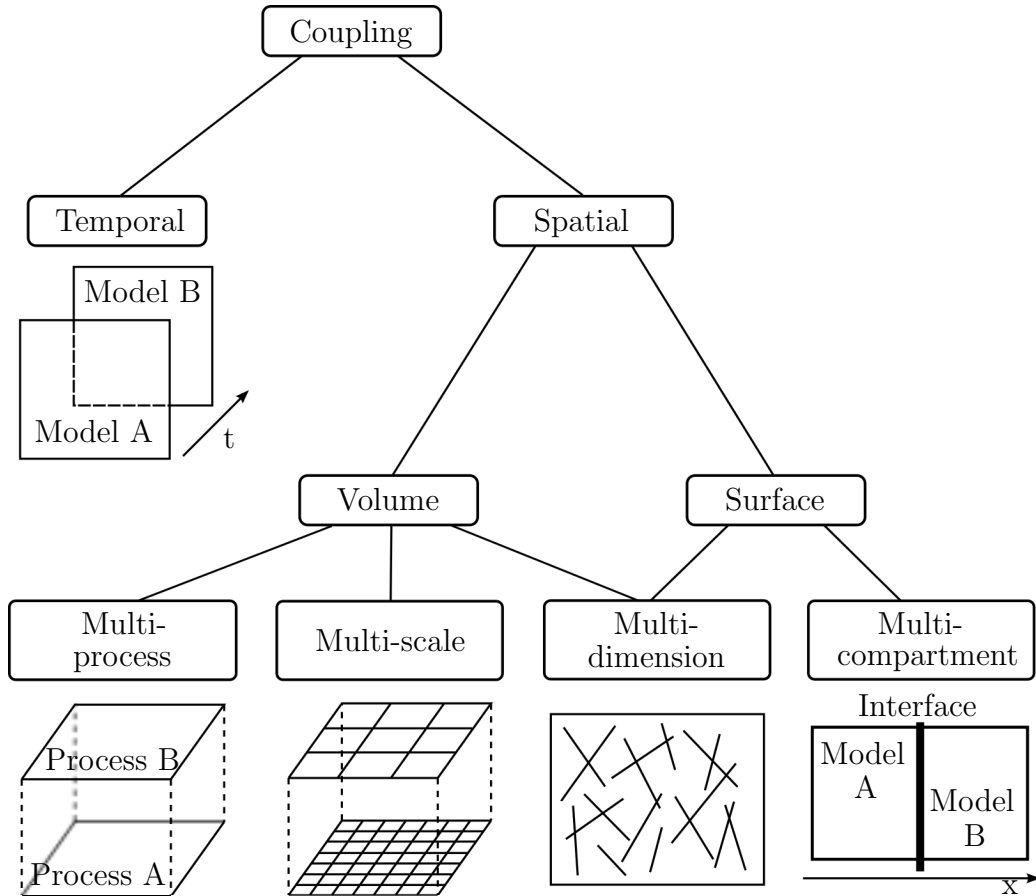 Coupling
Temporal
Spatial
Model B
Model A
t
Volume
Surface
Multi-
process
Multi-scale
Multi-
dimension
Multi-
compartment
Process B
Process A
Interface
Model
A
Model
B
x